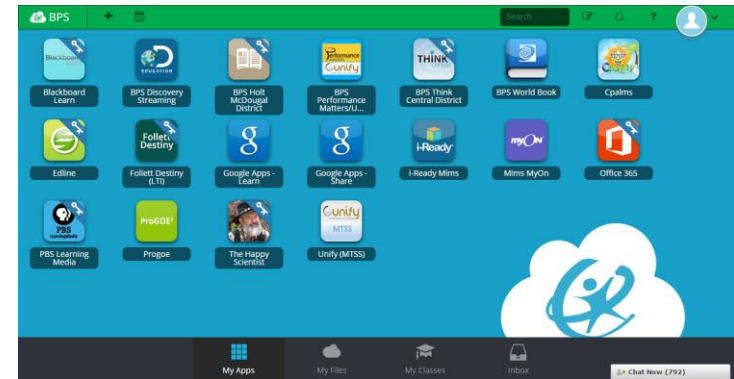 BPS
Search
?
Blackboard
Blackboard
Learn
EDUCATION
BPS Discovery
Streaming
BPS Holt
McDougal
District
Performance
Unify
BPS
Performance
Matters/U...
THiNK
BPS Think
Central District
BPS World Book
Cpalms
Edline
Follett
Destiny
Follett Destiny
(LTI)
g
Google Apps -
Learn
g
Google Apps -
Share
i-Ready
i-Ready Mims
myON
Mims MyOn
Office 365
PBS
LearningMedia
PBS Learning
Media
ProGOE²
Progoe
The Happy
Scientist
Unify
MTSS
Unify (MTSS)
My Apps
My Files
My Classes
Inbox
Chat Now (792)